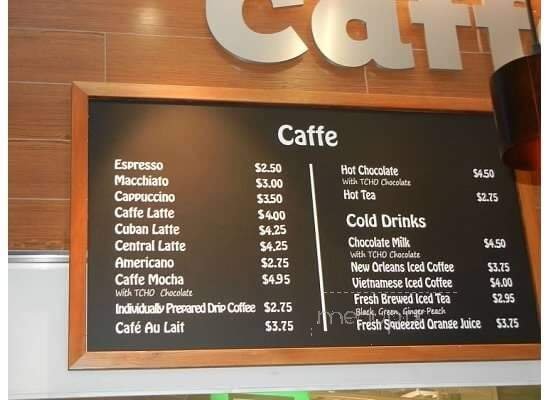 Caff
Caffe
Espresso $2.50
Macchiato $3.00
Cappuccino $3.50
Caffe Latte $4.00
Cuban Latte $4.25
Central Latte $4.25
Americano $2.75
Caffe Mocha $4.95
With TCHO Chocolate
Individually Prepared Drip Coffee $2.75
Café Au Lait $3.75
Hot Chocolate $4.50
With TCHO Chocolate
Hot Tea $2.75
Cold Drinks
Chocolate Milk $4.50
With TCHO Chocolate
New Orleans Iced Coffee $3.75
Vietnamese Iced Coffee $4.00
Fresh Brewed Iced Tea $2.95
Black, Green, Ginger-Peach
Fresh Squeezed Orange Juice $3.75